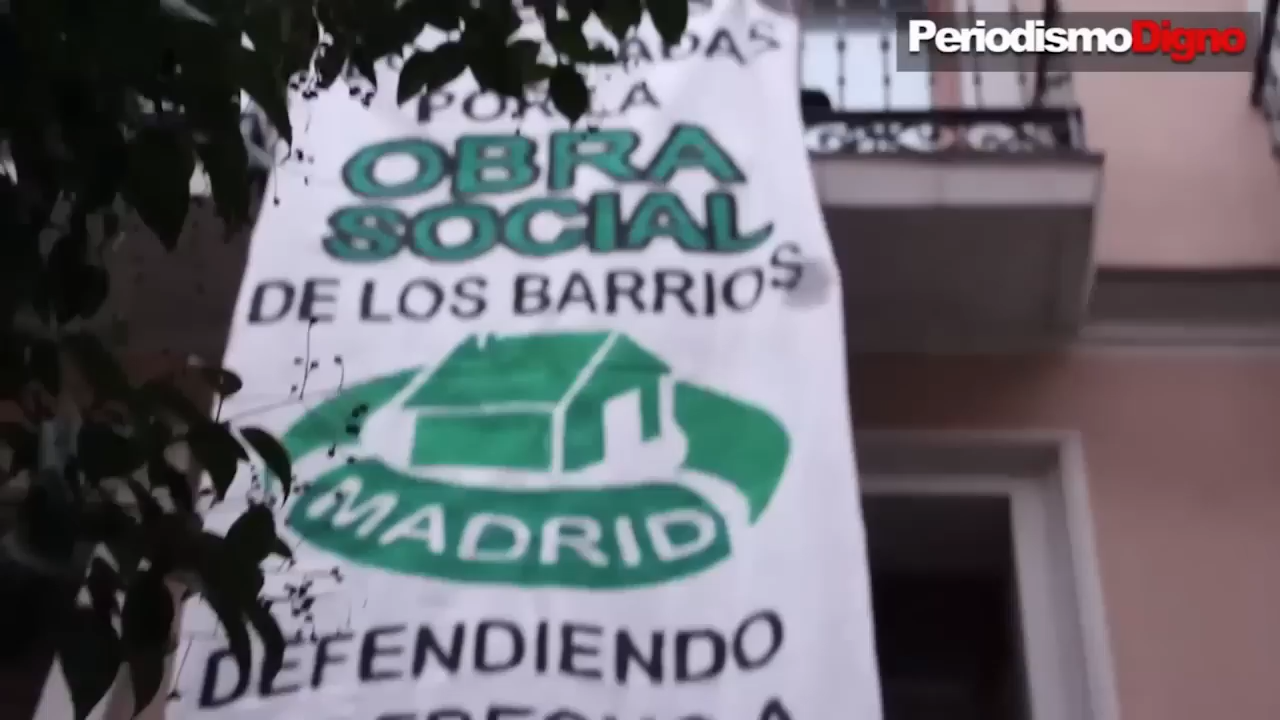 PeriodismoDigno
POR LA
OBRA
SOCIAL
DE LOS BARRIOS
MADRID
DEFENDIENDO